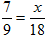 7/9 = x/18